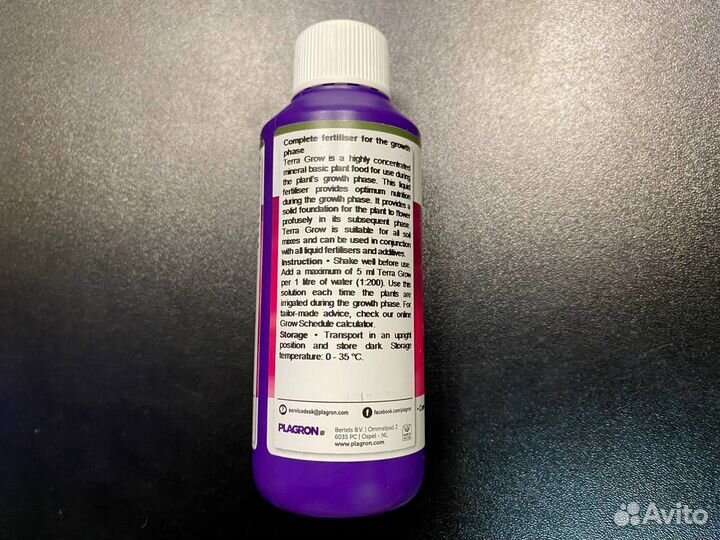 Complete fertiliser for the growth
phase
Terra Grow is a highly concentrated
mineral basic plant food for use during
the plant's growth phase. This liquid
fertiliser provides optimum nutrition
during the growth phase. It provides a
solid foundation for the plant to flower
profusely in its subsequent phase.
Terra Grow is suitable for all soil
mixes and can be used in conjunction
with all liquid fertilisers and additives.
Instruction • Shake well before use.
Add a maximum of 5 ml Terra Grow
per 1 litre of water (1:200). Use this
solution each time the plants are
irrigated during the growth phase. For
tailor-made advice, check our online
Grow Schedule calculator.
Storage • Transport in an upright
position and store dark. Storage
temperature: 0 - 35 °C.
servicedesk@plagron.com
facebook.com/plagron
PLAGRON
Bertels B.V. | Ommelpad 2
6035 PC | Ospel - NL
www.plagron.com
Avito